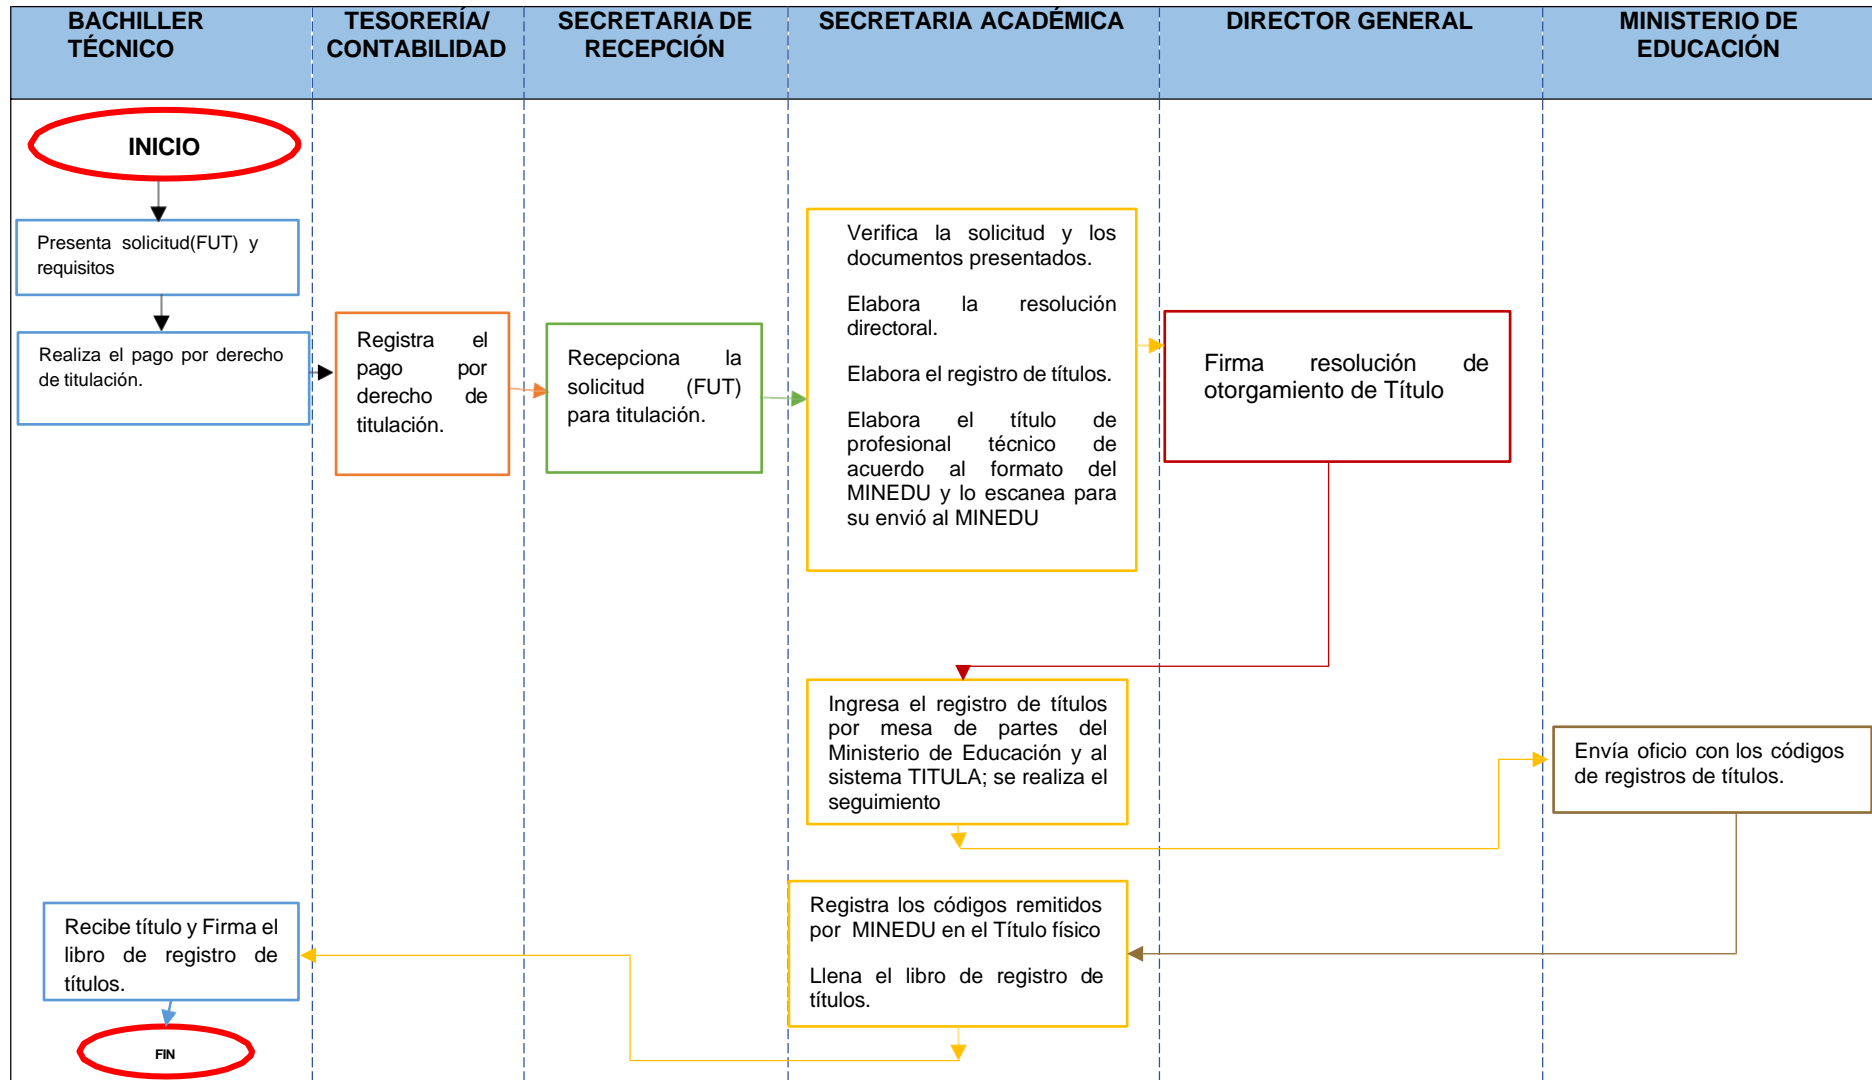 BACHILLER
TÉCNICO
TESORERÍA/
CONTABILIDAD
SECRETARIA DE
RECEPCIÓN
SECRETARIA ACADÉMICA
DIRECTOR GENERAL
MINISTERIO DE
EDUCACIÓN
INICIO
Presenta solicitud(FUT) y
requisitos
Realiza el pago por derecho
de titulación.
Registra el
pago por
derecho de
titulación.
Recepciona la
solicitud (FUT)
para titulación.
Verifica la solicitud y los
documentos presentados.
Elabora la resolución
directoral.
Elabora el registro de títulos.
Elabora el título de
profesional técnico de
acuerdo al formato del
MINEDU y lo escanea para
su envió al MINEDU
Firma resolución de
otorgamiento de Título
Ingresa el registro de títulos
por mesa de partes del
Ministerio de Educación y al
sistema TITULA; se realiza el
seguimiento
Envía oficio con los códigos
de registros de títulos.
Registra los códigos remitidos
por MINEDU en el Título físico
Llena el libro de registro de
títulos.
Recibe título y Firma el
libro de registro de
títulos.
FIN